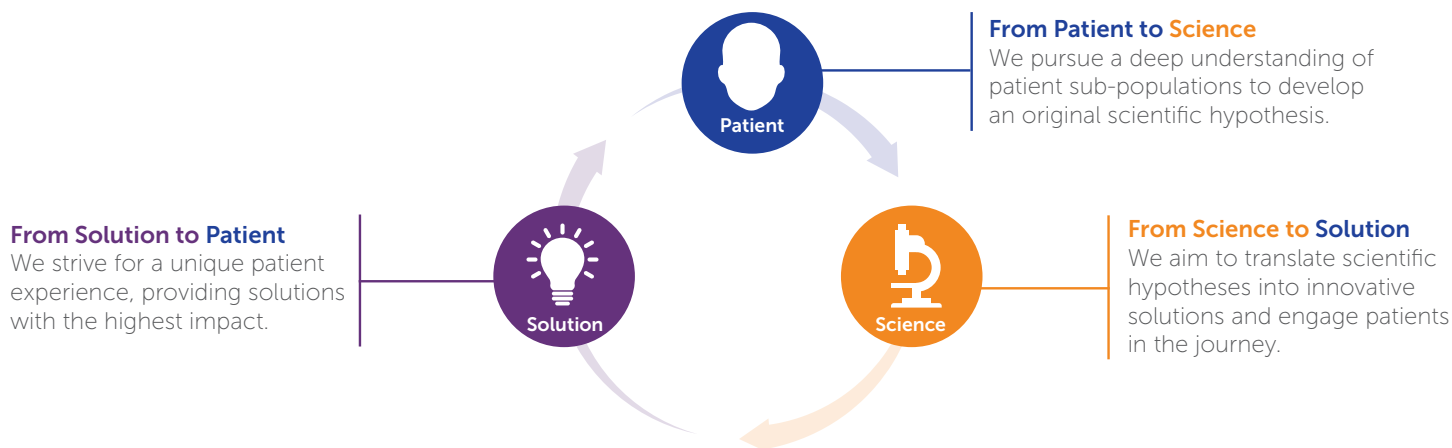 From Patient to Science
We pursue a deep understanding of
patient sub-populations to develop
an original scientific hypothesis.
Patient
From Solution to Patient
We strive for a unique patient
experience, providing solutions
with the highest impact.
Solution
Science
From Science to Solution
We aim to translate scientific
hypotheses into innovative
solutions and engage patients
in the journey.